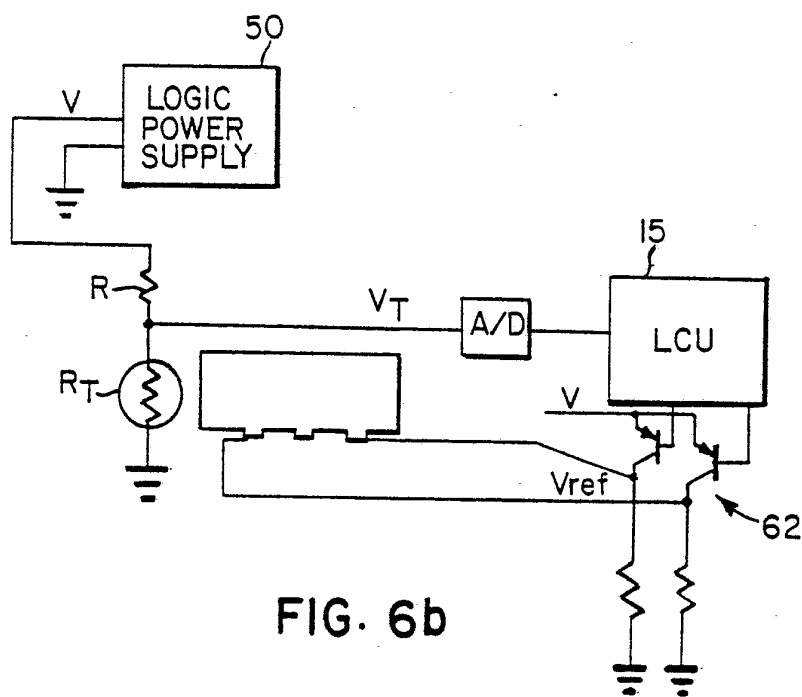 50
V
LOGIC
POWER
SUPPLY
15
R
VT
A/D
LCU
RT
V
Vref
62
FIG. 6b